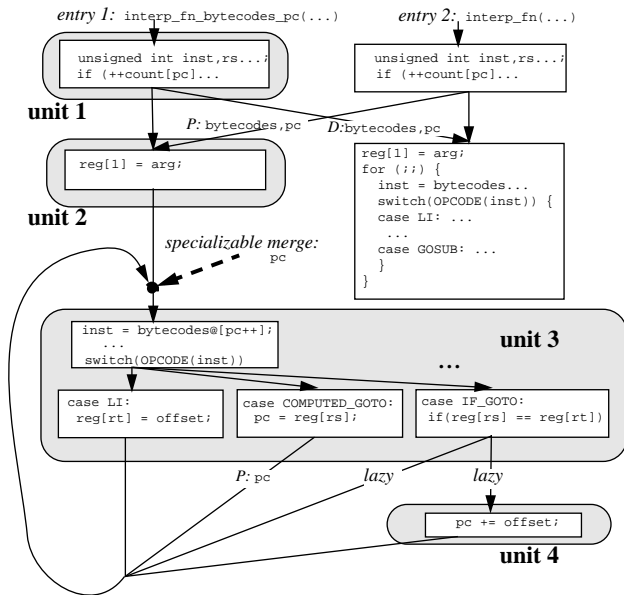 entry 1: interp_fn_bytecodes_pc(...)
entry 2: interp_fn(...)
unsigned int inst,rs...;
if (++count[pc]...
unit 1
unsigned int inst,rs...;
if (++count[pc]...
P: bytecodes,pc
D:bytecodes,pc
reg[1] = arg;
unit 2
reg[1] = arg;
for (;;) {
inst = bytecodes...
switch(OPCODE(inst)) {
case LI: ...
...
case GOSUB: ...
}
}
specializable merge:
pc
inst = bytecodes@[pc++];
...
switch(OPCODE(inst))
unit 3
...
case LI:
reg[rt] = offset;
case COMPUTED_GOTO:
pc = reg[rs];
case IF_GOTO:
if(reg[rs] == reg[rt])
P: pc
lazy
lazy
pc += offset;
unit 4